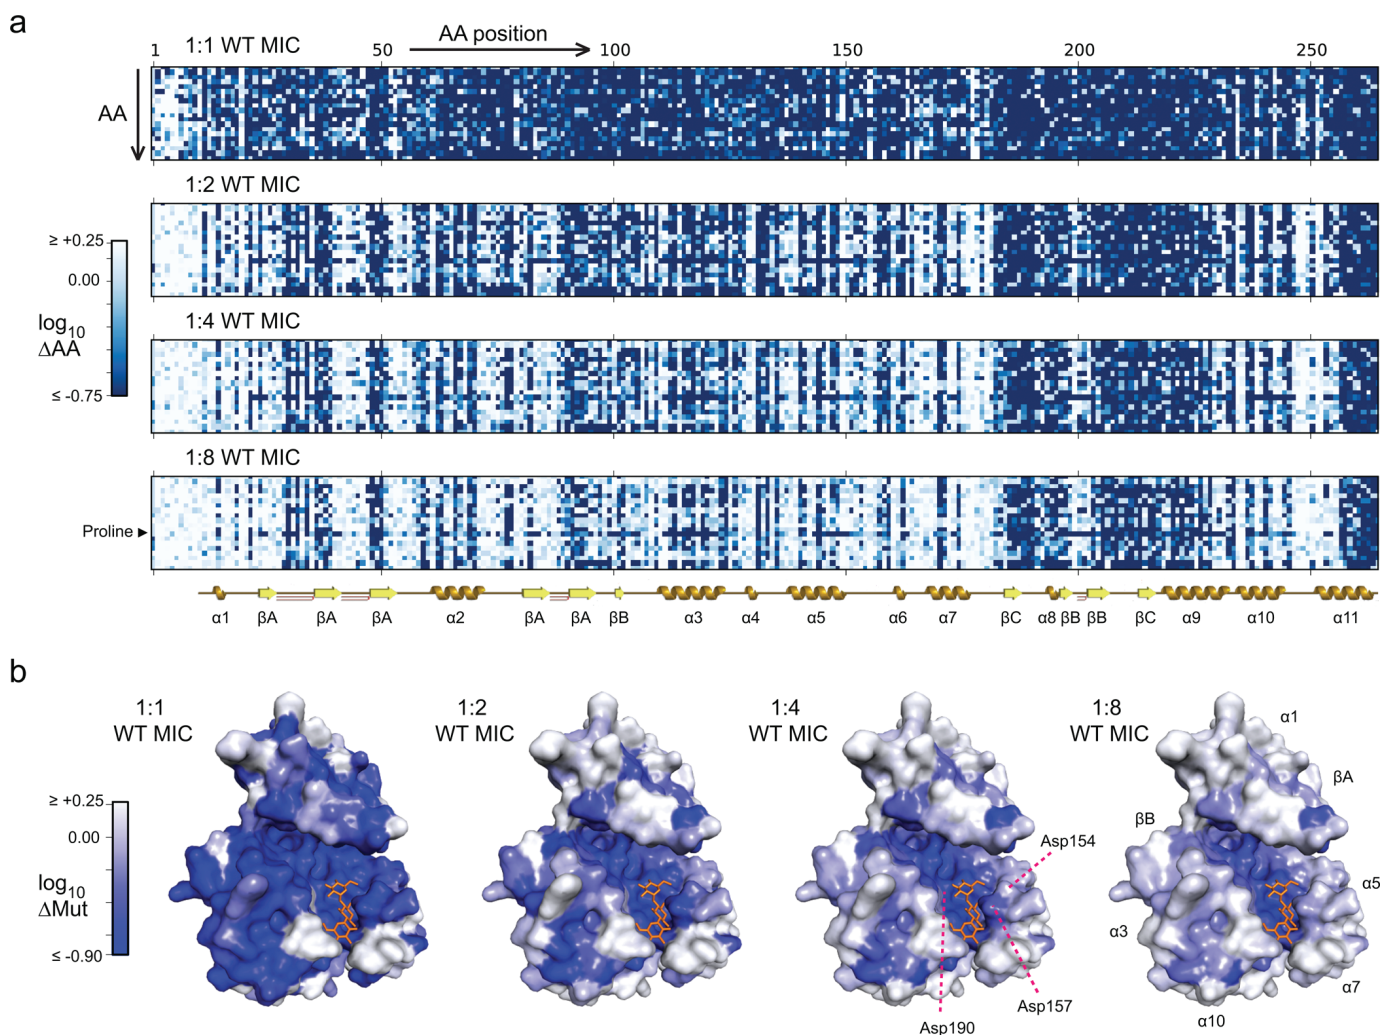 a
1:1 WT MIC
AA position
1 50 100 150 200 250
AA
1:2 WT MIC
≥ +0.25
0.00
log10
ΔAA
≤ -0.75
1:4 WT MIC
1:8 WT MIC
Proline
α1 βA βA βA α2 βA βA βB α3 α4 α5 α6 α7 βC α8 βB βB βC α9 α10 α11
b
1:1
WT MIC
1:2
WT MIC
1:4
WT MIC
1:8
WT MIC
≥ +0.25
0.00
log10
ΔMut
≤ -0.90
Asp154
Asp157
Asp190
α1
βA
βB
α5
α3
α7
α10